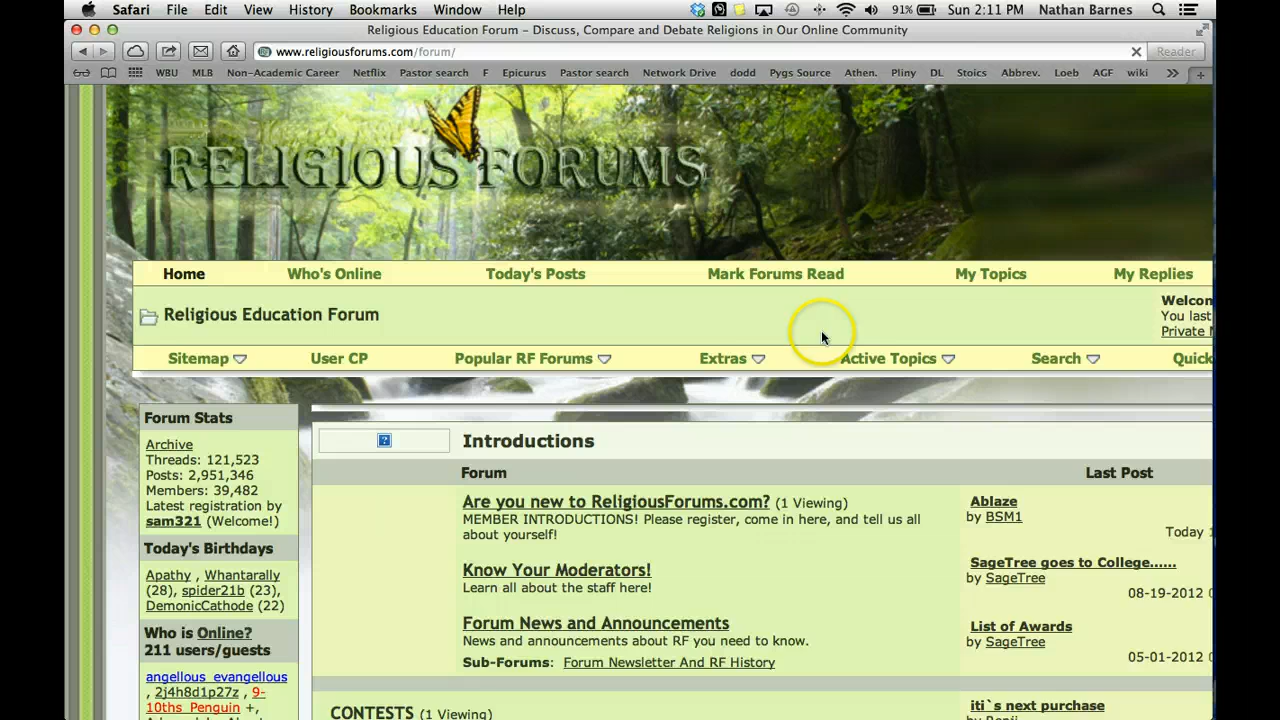 Safari File Edit View History Bookmarks Window Help 91% Sun 2:11 PM Nathan Barnes
Religious Education Forum – Discuss, Compare and Debate Religions in Our Online Community
www.religiousforums.com/forum/ Reader
WBU MLB Non-Academic Career Netflix Pastor search F Epicurus Pastor search Network Drive dodd Pygs Source Athen. Pliny DL Stoics Abbrev. Loeb AGF wiki
RELIGIOUS FORUMS
Home Who's Online Today's Posts Mark Forums Read My Topics My Replies
Religious Education Forum
Welcom
You last
Private M
Sitemap User CP Popular RF Forums Extras Active Topics Search Quick
Forum Stats
Archive
Threads: 121,523
Posts: 2,951,346
Members: 39,482
Latest registration by
sam321 (Welcome!)
Today's Birthdays
Apathy , Whantarally
(28), spider21b (23),
DemonicCathode (22)
Who is Online?
211 users/guests
angellous_evangellous
, 2j4h8d1p27z , 9-
10ths_Penguin +,
Introductions
Forum Last Post
Are you new to ReligiousForums.com? (1 Viewing)
MEMBER INTRODUCTIONS! Please register, come in here, and tell us all
about yourself!
Ablaze
by BSM1
Today 1
Know Your Moderators!
Learn all about the staff here!
SageTree goes to College......
by SageTree
08-19-2012
Forum News and Announcements
News and announcements about RF you need to know.
Sub-Forums: Forum Newsletter And RF History
List of Awards
by SageTree
05-01-2012
CONTESTS (1 Viewing)
iti`s next purchase